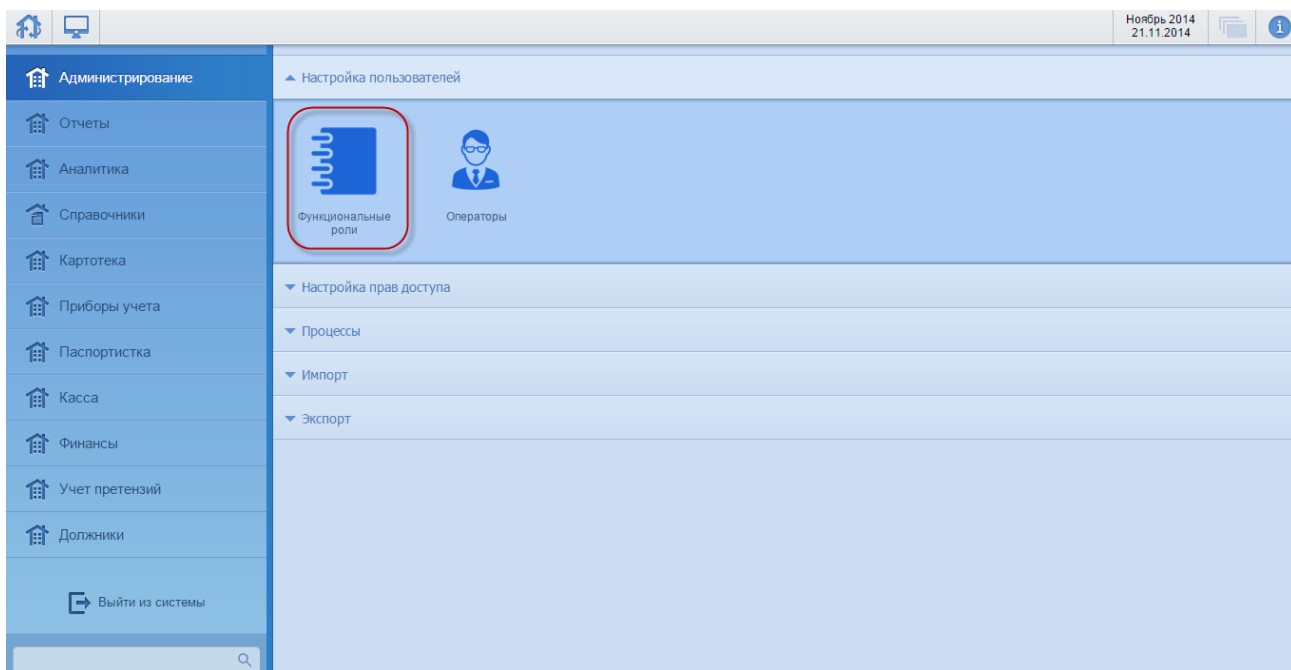 Ноябрь 2014
21.11.2014
Администрирование
Отчеты
Аналитика
Справочники
Картотека
Приборы учета
Паспортистка
Касса
Финансы
Учет претензий
Должники
Выйти из системы
Настройка пользователей
Функциональные
роли
Операторы
Настройка прав доступа
Процессы
Импорт
Экспорт